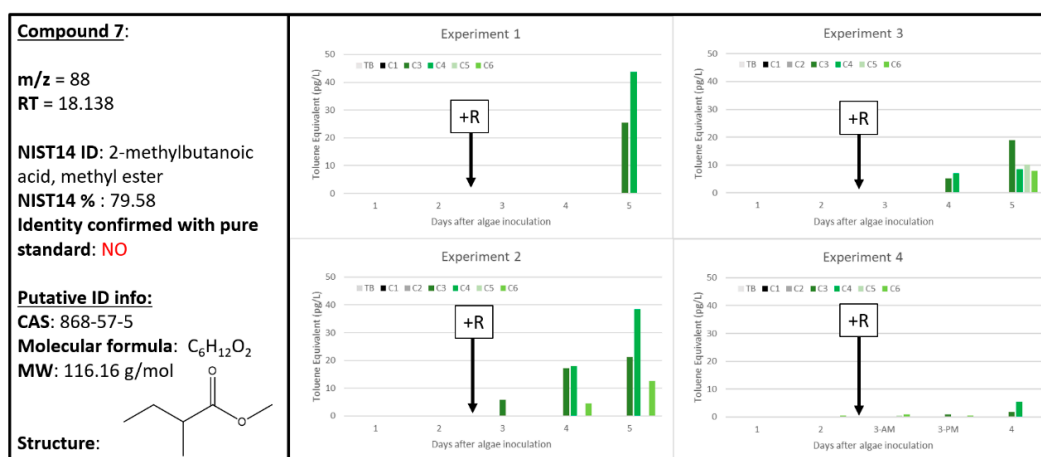 Compound 7:
m/z = 88
RT = 18.138
NIST14 ID: 2-methylbutanoic
acid, methyl ester
NIST14 % : 79.58
Identity confirmed with pure
standard: NO
Putative ID info:
CAS: 868-57-5
Molecular formula: C₆H₁₂O₂
MW: 116.16 g/mol
O
O
Structure:
Experiment 1
TB C1 C3 C4 C5 C6
Toluene Equivalent (pg/L)
50
40
30
20
10
0
+R
1 2 3 4 5
Days after algae inoculation
Experiment 3
TB C1 C2 C3 C4 C5 C6
Toluene Equivalent (pg/L)
50
40
30
20
10
0
+R
1 2 3 4 5
Days after algae inoculation
Experiment 2
TB C1 C2 C3 C4 C5 C6
Toluene Equivalent (pg/L)
50
40
30
20
10
0
+R
1 2 3 4 5
Days after algae inoculation
Experiment 4
TB C1 C2 C3 C4 C5 C6
Toluene Equivalent (pg/L)
50
40
30
20
10
0
+R
1 2 3-AM 3-PM 4
Days after algae inoculation